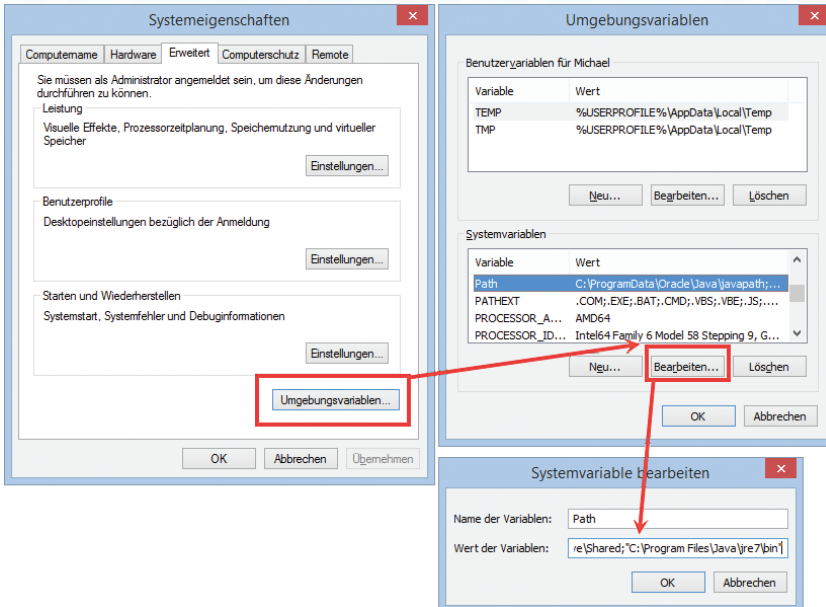 Systemeigenschaften
Computername Hardware Erweitert Computerschutz Remote
Sie müssen als Administrator angemeldet sein, um diese Änderungen
durchführen zu können.
Leistung
Visuelle Effekte, Prozessorzeitplanung, Speichernutzung und virtueller
Speicher
Einstellungen...
Benutzerprofile
Desktopeinstellungen bezüglich der Anmeldung
Einstellungen...
Starten und Wiederherstellen
Systemstart, Systemfehler und Debuginformationen
Einstellungen...
Umgebungsvariablen...
OK Abbrechen Übernehmen
Umgebungsvariablen
Benutzervariablen für Michael
Variable Wert
TEMP %USERPROFILE%\AppData\Local\Temp
TMP %USERPROFILE%\AppData\Local\Temp
Neu... Bearbeiten... Löschen
Systemvariablen
Variable Wert
Path C:\ProgramData\Oracle\Java\javapath;...
PATHEXT .COM;.EXE;.BAT;.CMD;.VBS;.VBE;.JS;....
PROCESSOR_A... AMD64
PROCESSOR_ID... Intel64 Family 6 Model 58 Stepping 9, G...
Neu... Bearbeiten... Löschen
OK Abbrechen
Systemvariable bearbeiten
Name der Variablen: Path
Wert der Variablen: re\Shared;"C:\Program Files\Java\jre7\bin"
OK Abbrechen